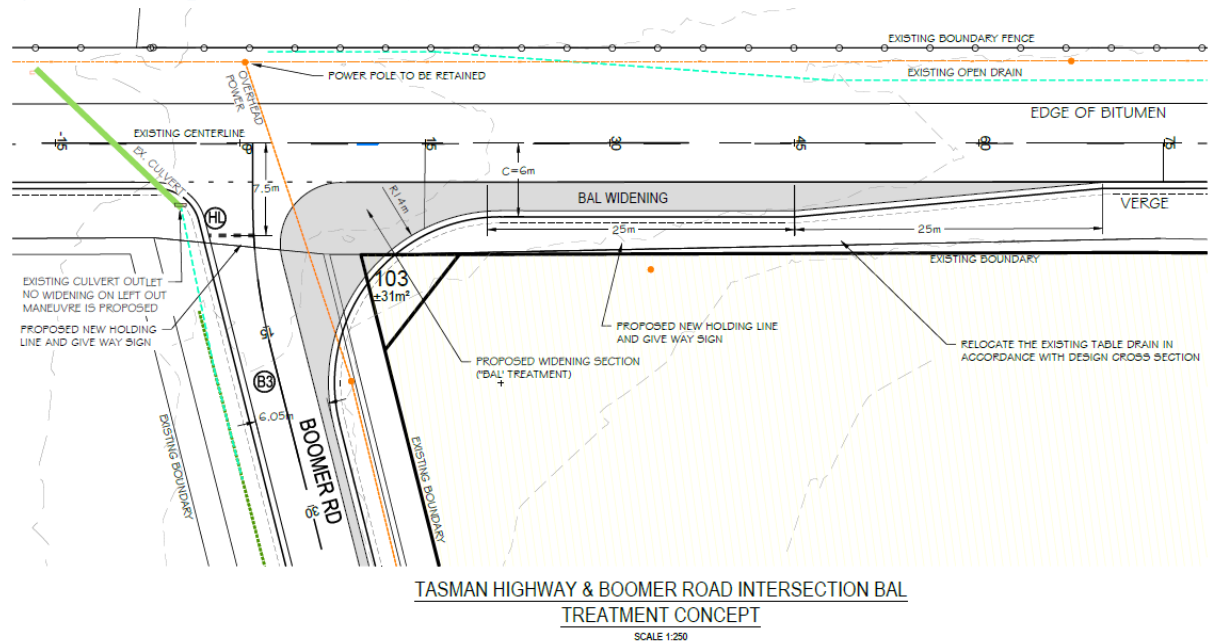 EXISTING BOUNDARY FENCE
POWER POLE TO BE RETAINED
EXISTING OPEN DRAIN
OVERHEAD
POWER
EDGE OF BITUMEN
EXISTING CENTERLINE
-15
0
15
30
45
60
75
EX. CULVERT
7.5m
C=6m
R14m
BAL WIDENING
VERGE
HL
25m
25m
EXISTING BOUNDARY
103
±31m²
EXISTING CULVERT OUTLET
NO WIDENING ON LEFT OUT
MANEUVRE IS PROPOSED
PROPOSED NEW HOLDING
LINE AND GIVE WAY SIGN
PROPOSED NEW HOLDING
LINE AND GIVE WAY SIGN
RELOCATE THE EXISTING TABLE DRAIN IN
ACCORDANCE WITH DESIGN CROSS SECTION
PROPOSED WIDENING SECTION
("BAL' TREATMENT)
15
B3
6.05m
BOOMER RD
30
EXISTING BOUNDARY
EXISTING BOUNDARY
TASMAN HIGHWAY & BOOMER ROAD INTERSECTION BAL
TREATMENT CONCEPT
SCALE 1:250